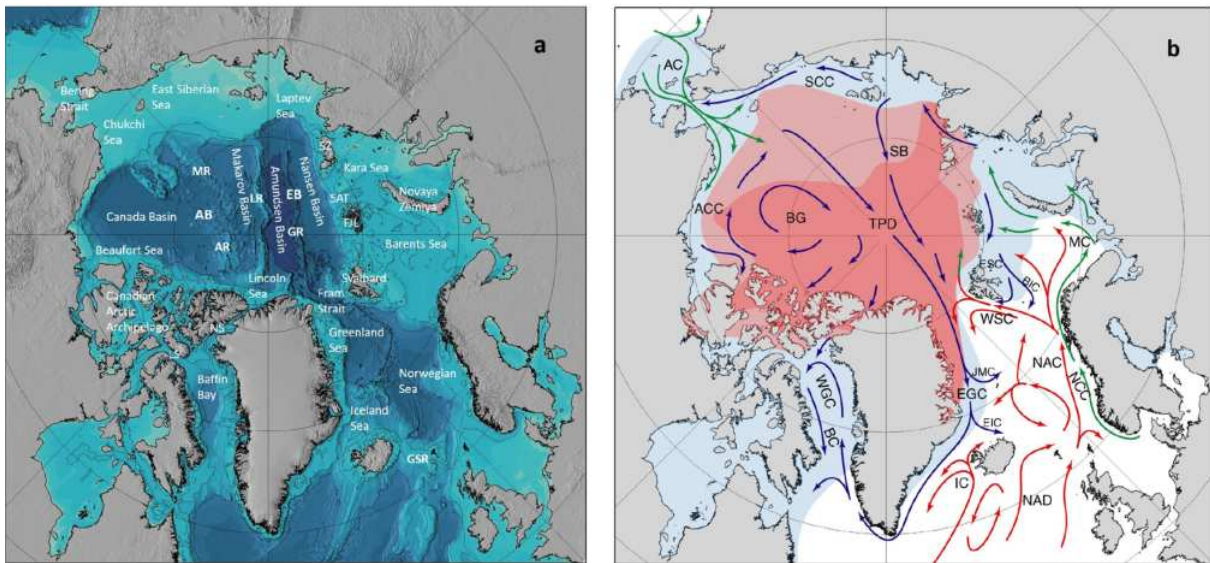 a
Bering
Strait
East Siberian
Sea
Laptev
Sea
Chukchi
Sea
SZ
MR
Makarov Basin
LR
Amundsen Basin
EB
Nansen Basin
Kara Sea
SAT
Novaya
Zemlya
Canada Basin
AB
GR
FJL
AR
Beaufort Sea
Barents Sea
Lincoln
Sea
Svalbard
Canadian
Arctic
Archipelago
Fram
Strait
NS
Greenland
Sea
LS
Baffin
Bay
Norwegian
Sea
Iceland
Sea
GSR
b
AC
SCC
SB
ACC
BG
TPD
MC
ESC
BIC
WSC
NAC
JMC
WGC
EGC
NCC
BC
EIC
IC
NAD